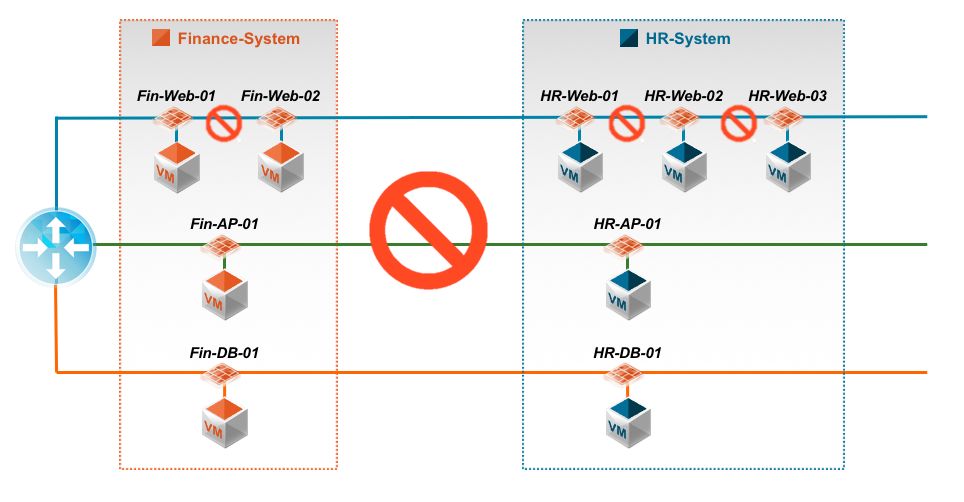 Finance-System
HR-System
Fin-Web-01
Fin-Web-02
HR-Web-01
HR-Web-02
HR-Web-03
VM
VM
VM
VM
VM
Fin-AP-01
HR-AP-01
VM
VM
Fin-DB-01
HR-DB-01
VM
VM